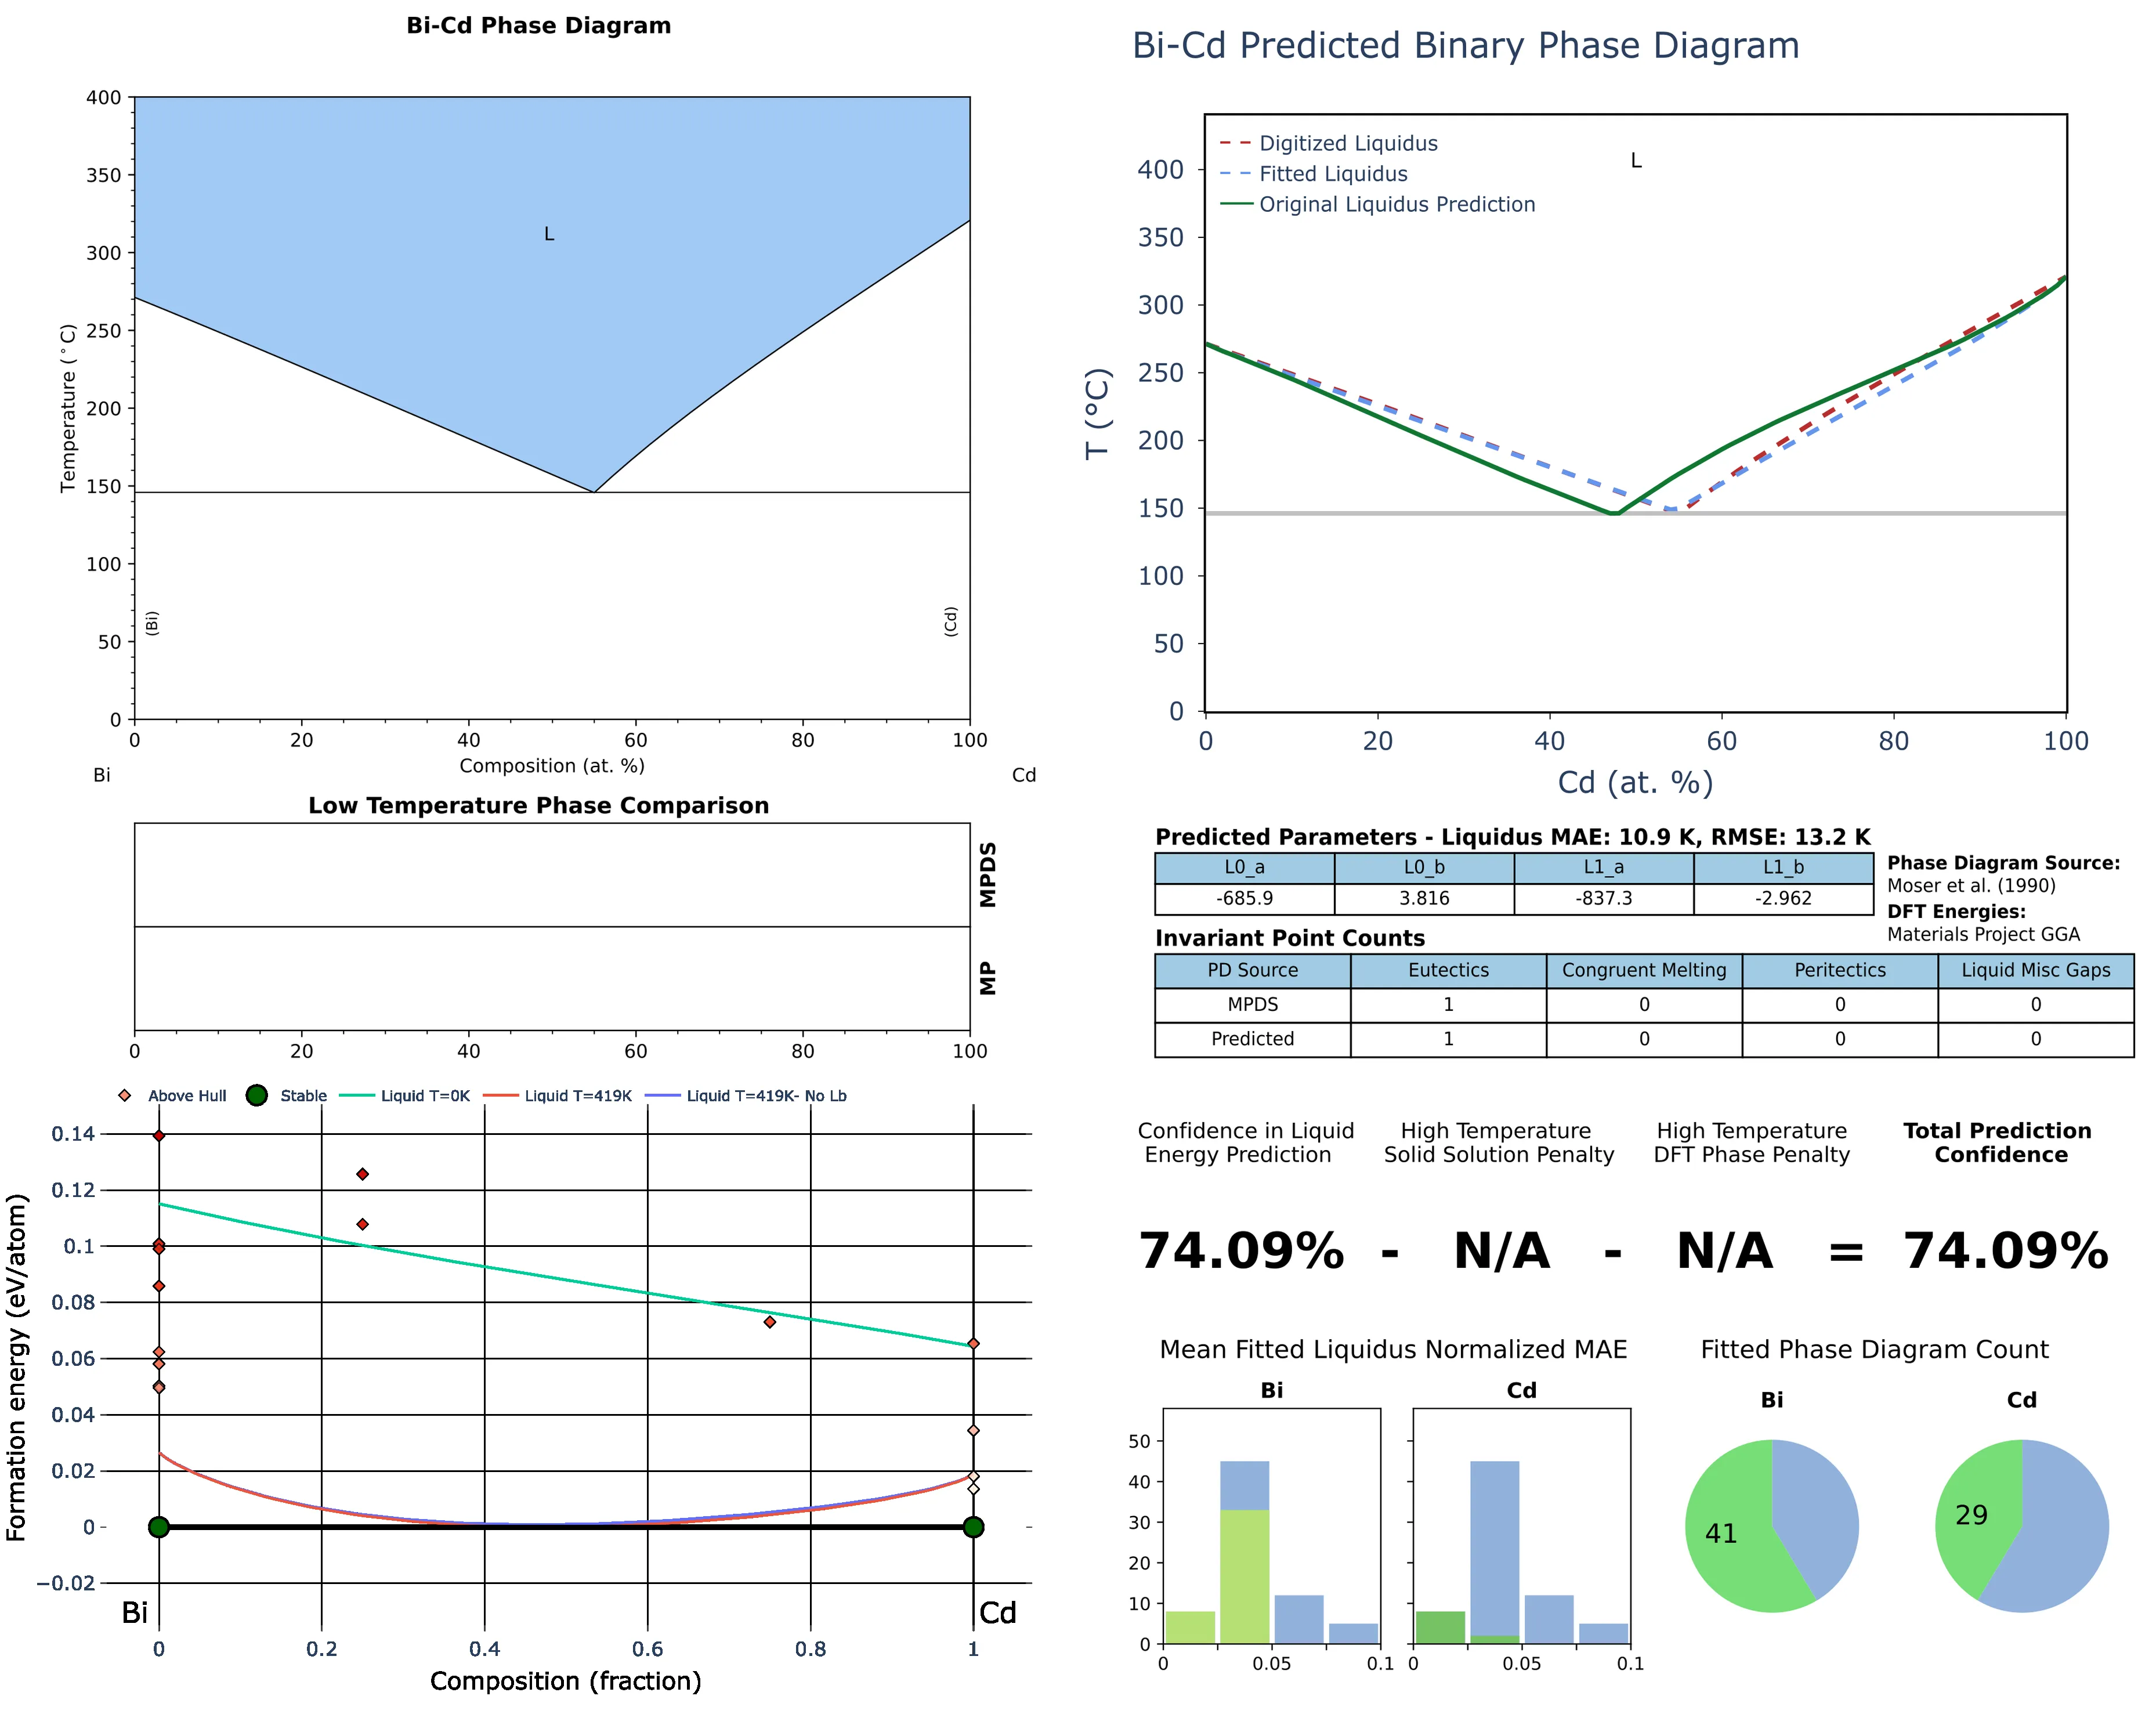 Bi-Cd Phase Diagram
400
350
300
250
200
150
100
50
0
Temperature (°C)
L
(Bi)
(Cd)
0 20 40 60 80 100
Composition (at. %)
Bi Cd
Low Temperature Phase Comparison
MPDS
MP
0 20 40 60 80 100
Above Hull Stable Liquid T=0K Liquid T=419K Liquid T=419K- No Lb
0.14
0.12
0.1
0.08
0.06
0.04
0.02
0
−0.02
Formation energy (eV/atom)
Bi Cd
0 0.2 0.4 0.6 0.8 1
Composition (fraction)
Bi-Cd Predicted Binary Phase Diagram
Digitized Liquidus
Fitted Liquidus
Original Liquidus Prediction
L
400
350
300
250
200
150
100
50
0
T (°C)
0 20 40 60 80 100
Cd (at. %)
Predicted Parameters - Liquidus MAE: 10.9 K, RMSE: 13.2 K
L0_a L0_b L1_a L1_b
-685.9 3.816 -837.3 -2.962
Phase Diagram Source:
Moser et al. (1990)
DFT Energies:
Materials Project GGA
Invariant Point Counts
PD Source Eutectics Congruent Melting Peritectics Liquid Misc Gaps
MPDS 1 0 0 0
Predicted 1 0 0 0
Confidence in Liquid
Energy Prediction
High Temperature
Solid Solution Penalty
High Temperature
DFT Phase Penalty
Total Prediction
Confidence
74.09% - N/A - N/A = 74.09%
Mean Fitted Liquidus Normalized MAE
Bi Cd
50
40
30
20
10
0
0 0.05 0.1 0 0.05 0.1
Fitted Phase Diagram Count
Bi Cd
41 29